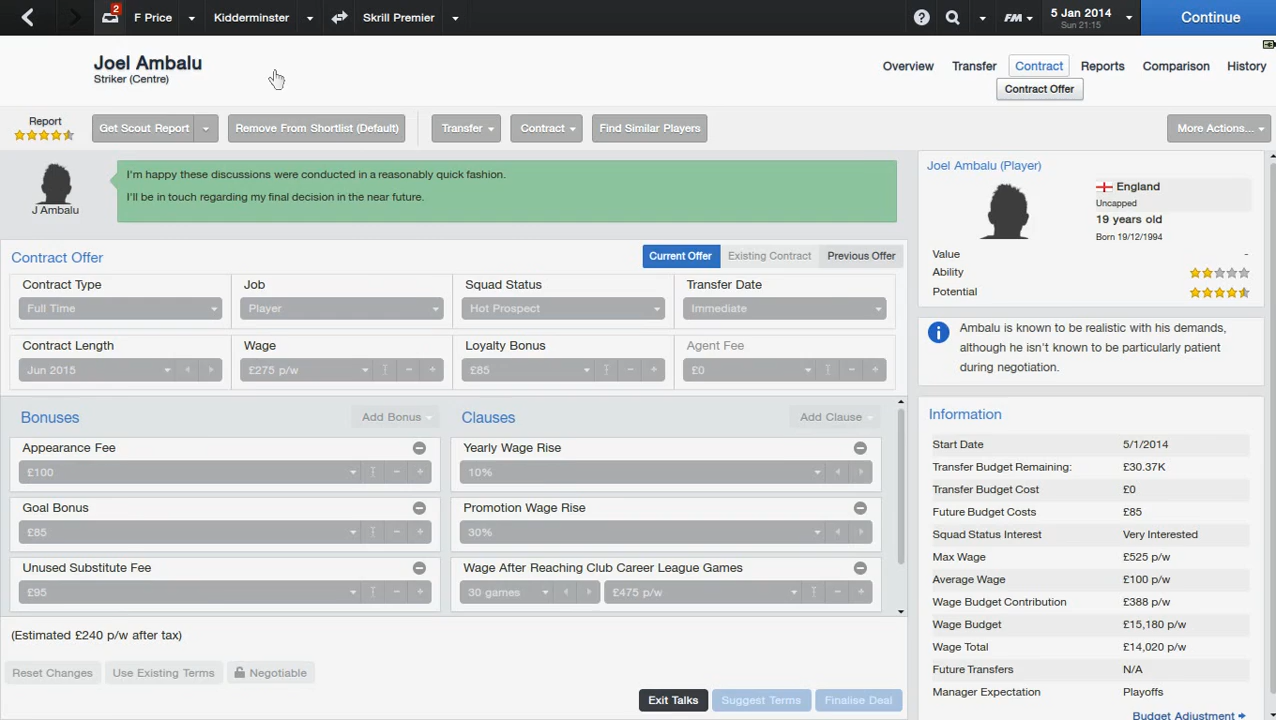 2 F Price Kidderminster Skrill Premier ? FM 5 Jan 2014 Continue
Sun 21:15
Joel Ambalu
Striker (Centre)
Overview Transfer Contract Reports Comparison History
Contract Offer
Report
Get Scout Report Remove From Shortlist (Default) Transfer Contract Find Similar Players More Actions...
J Ambalu
I'm happy these discussions were conducted in a reasonably quick fashion.
I'll be in touch regarding my final decision in the near future.
Contract Offer Current Offer Existing Contract Previous Offer
Contract Type Job Squad Status Transfer Date
Full Time Player Hot Prospect Immediate
Contract Length Wage Loyalty Bonus Agent Fee
Jun 2015 £275 p/w £85 £0
Bonuses Add Bonus Clauses Add Clause
Appearance Fee Yearly Wage Rise
£100 10%
Goal Bonus Promotion Wage Rise
£85 30%
Unused Substitute Fee Wage After Reaching Club Career League Games
£95 30 games £475 p/w
(Estimated £240 p/w after tax)
Reset Changes Use Existing Terms Negotiable
Exit Talks Suggest Terms Finalise Deal
Joel Ambalu (Player)
England
Uncapped
19 years old
Born 19/12/1994
Value -
Ability
Potential
Ambalu is known to be realistic with his demands,
although he isn't known to be particularly patient
during negotiation.
Information
Start Date 5/1/2014
Transfer Budget Remaining: £30.37K
Transfer Budget Cost £0
Future Budget Costs £85
Squad Status Interest Very Interested
Max Wage £525 p/w
Average Wage £100 p/w
Wage Budget Contribution £388 p/w
Wage Budget £15,180 p/w
Wage Total £14,020 p/w
Future Transfers N/A
Manager Expectation Playoffs
Budget Adjustment